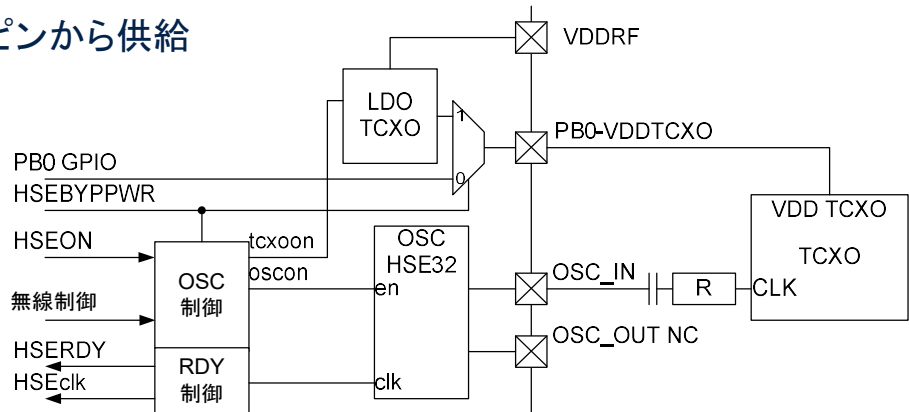 ピンから供給
VDDRF
LDO
TCXO
1
PB0-VDDTCXO
PB0 GPIO
0
HSEBYPPWR
VDD TCXO
TCXO
HSEON
tcxoon
OSC
HSE32
oscon
en
OSC
制御
OSC_IN
R
CLK
無線制御
OSC_OUT NC
HSERDY
HSEclk
RDY
制御
clk